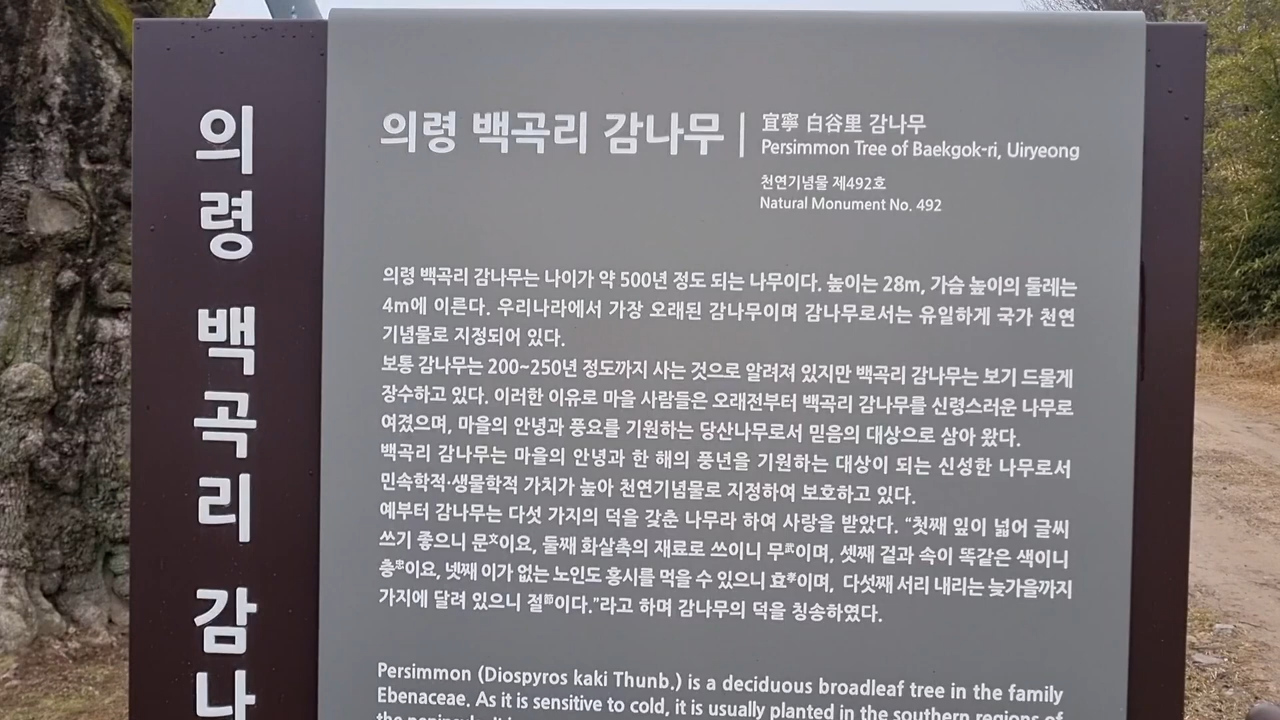 의령 백곡리 감나
의령 백곡리 감나무
宜寧 白谷里 감나무
Persimmon Tree of Baekgok-ri, Uiryeong
천연기념물 제492호
Natural Monument No. 492
의령 백곡리 감나무는 나이가 약 500년 정도 되는 나무이다. 높이는 28m, 가슴 높이의 둘레는
4m에 이른다. 우리나라에서 가장 오래된 감나무이며 감나무로서는 유일하게 국가 천연
기념물로 지정되어 있다.
보통 감나무는 200~250년 정도까지 사는 것으로 알려져 있지만 백곡리 감나무는 보기 드물게
장수하고 있다. 이러한 이유로 마을 사람들은 오래전부터 백곡리 감나무를 신령스러운 나무로
여겼으며, 마을의 안녕과 풍요를 기원하는 당산나무로서 믿음의 대상으로 삼아 왔다.
백곡리 감나무는 마을의 안녕과 한 해의 풍년을 기원하는 대상이 되는 신성한 나무로서
민속학적·생물학적 가치가 높아 천연기념물로 지정하여 보호하고 있다.
예부터 감나무는 다섯 가지의 덕을 갖춘 나무라 하여 사랑을 받았다. “첫째 잎이 넓어 글씨
쓰기 좋으니 문文이요, 둘째 화살촉의 재료로 쓰이니 무武이며, 셋째 겉과 속이 똑같은 색이니
충忠이요, 넷째 이가 없는 노인도 홍시를 먹을 수 있으니 효孝이며, 다섯째 서리 내리는 늦가을까지
가지에 달려 있으니 절節이다.”라고 하며 감나무의 덕을 칭송하였다.
Persimmon (Diospyros kaki Thunb.) is a deciduous broadleaf tree in the family
Ebenaceae. As it is sensitive to cold, it is usually planted in the southern regions of